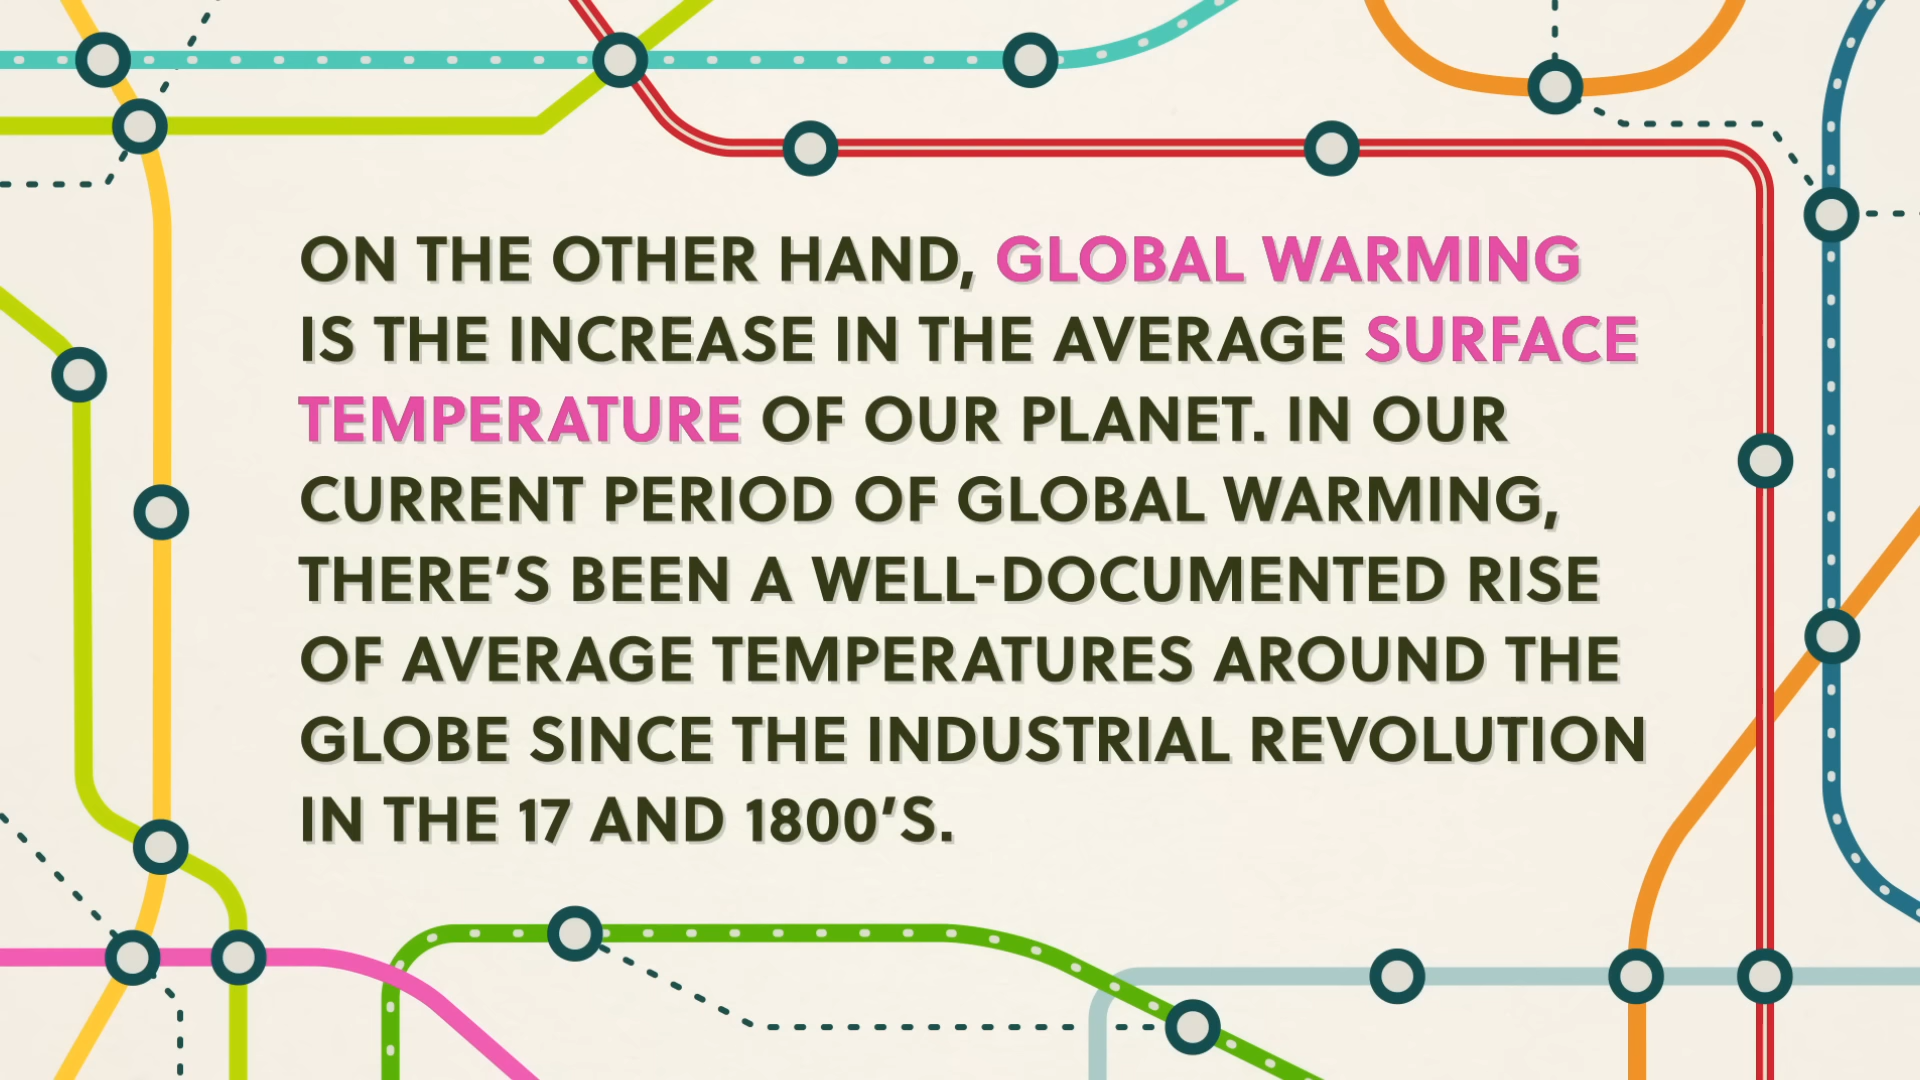 ON THE OTHER HAND, GLOBAL WARMING
IS THE INCREASE IN THE AVERAGE SURFACE
TEMPERATURE OF OUR PLANET. IN OUR
CURRENT PERIOD OF GLOBAL WARMING,
THERE'S BEEN A WELL-DOCUMENTED RISE
OF AVERAGE TEMPERATURES AROUND THE
GLOBE SINCE THE INDUSTRIAL REVOLUTION
IN THE 17 AND 1800'S.